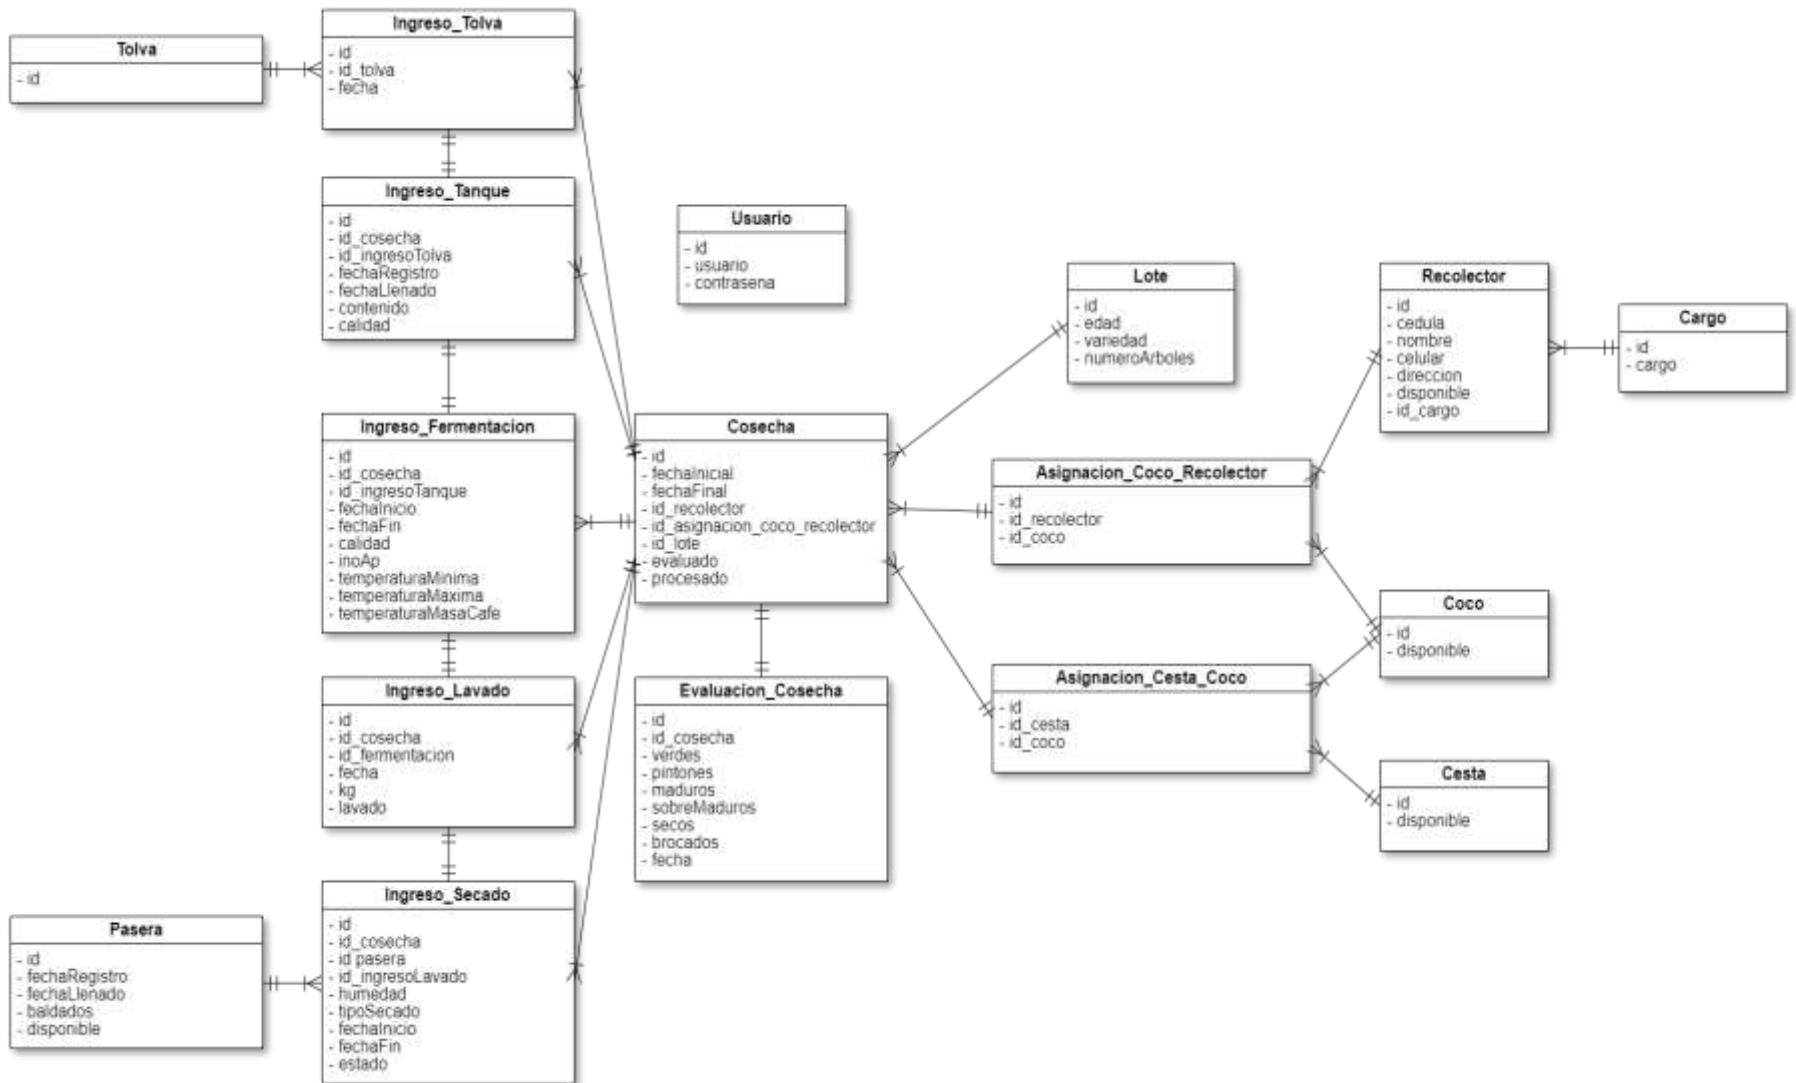 Tolva
- id
Ingreso_Tolva
- id
- id_tolva
- fecha
Ingreso_Tanque
- id
- id_cosecha
- id_ingresoTolva
- fechaRegistro
- fechaLlenado
- contenido
- calidad
Usuario
- id
- usuario
- contrasena
Lote
- id
- edad
- variedad
- numeroArboles
Recolector
- id
- cedula
- nombre
- celular
- direccion
- disponible
- id_cargo
Cargo
- id
- cargo
Ingreso_Fermentacion
- id
- id_cosecha
- id_ingresoTanque
- fechaInicio
- fechaFin
- calidad
- inoAp
- temperaturaMinima
- temperaturaMaxima
- temperaturaMasaCafe
Cosecha
- id
- fechaInicial
- fechaFinal
- id_recolector
- id_asignacion_coco_recolector
- id_lote
- evaluado
- procesado
Asignacion_Coco_Recolector
- id
- id_recolector
- id_coco
Coco
- id
- disponible
Ingreso_Lavado
- id
- id_cosecha
- id_fermentacion
- fecha
- kg
- lavado
Evaluacion_Cosecha
- id
- id_cosecha
- verdes
- pintones
- maduros
- sobreMaduros
- secos
- brocados
- fecha
Asignacion_Cesta_Coco
- id
- id_cesta
- id_coco
Cesta
- id
- disponible
Pasera
- id
- fechaRegistro
- fechaLlenado
- baldados
- disponible
Ingreso_Secado
- id
- id_cosecha
- id pasera
- id_ingresoLavado
- humedad
- tipoSecado
- fechaInicio
- fechaFin
- estado